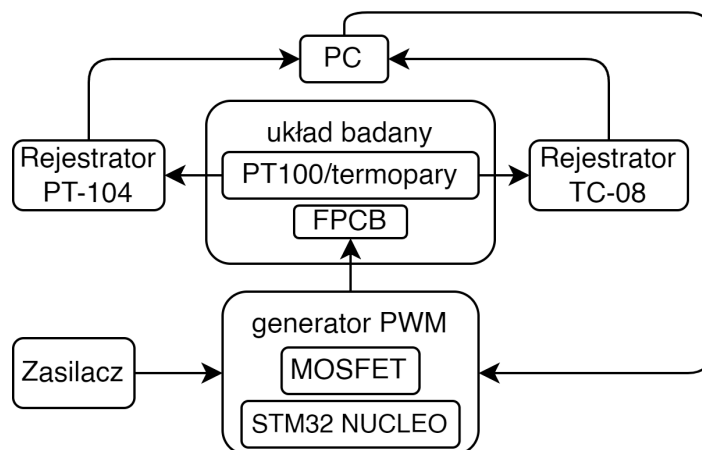 PC
układ badany
Rejestrator
PT-104
PT100/termopary
Rejestrator
TC-08
FPCB
generator PWM
Zasilacz
MOSFET
STM32 NUCLEO